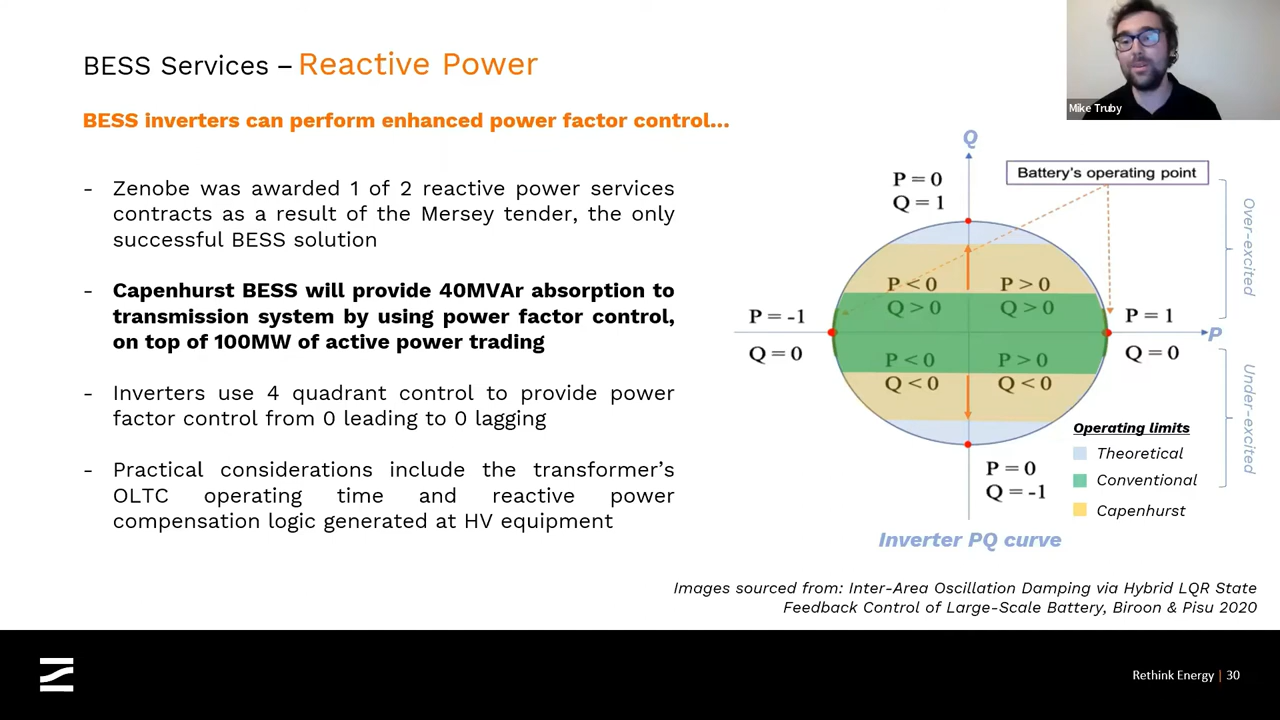 BESS Services – Reactive Power
Mike Truby
BESS inverters can perform enhanced power factor control...
- Zenobe was awarded 1 of 2 reactive power services
contracts as a result of the Mersey tender, the only
successful BESS solution
- Capenhurst BESS will provide 40MVAr absorption to
transmission system by using power factor control,
on top of 100MW of active power trading
- Inverters use 4 quadrant control to provide power
factor control from 0 leading to 0 lagging
- Practical considerations include the transformer's
OLTC operating time and reactive power
compensation logic generated at HV equipment
Q
Battery's operating point
P = 0
Q = 1
Over-excited
P < 0
Q > 0
P > 0
Q > 0
P = -1
Q = 0
P = 1
Q = 0
P
P < 0
Q < 0
P > 0
Q < 0
Under-excited
P = 0
Q = -1
Operating limits
Theoretical
Conventional
Capenhurst
Inverter PQ curve
Images sourced from: Inter-Area Oscillation Damping via Hybrid LQR State
Feedback Control of Large-Scale Battery, Biroon & Pisu 2020
Rethink Energy | 30